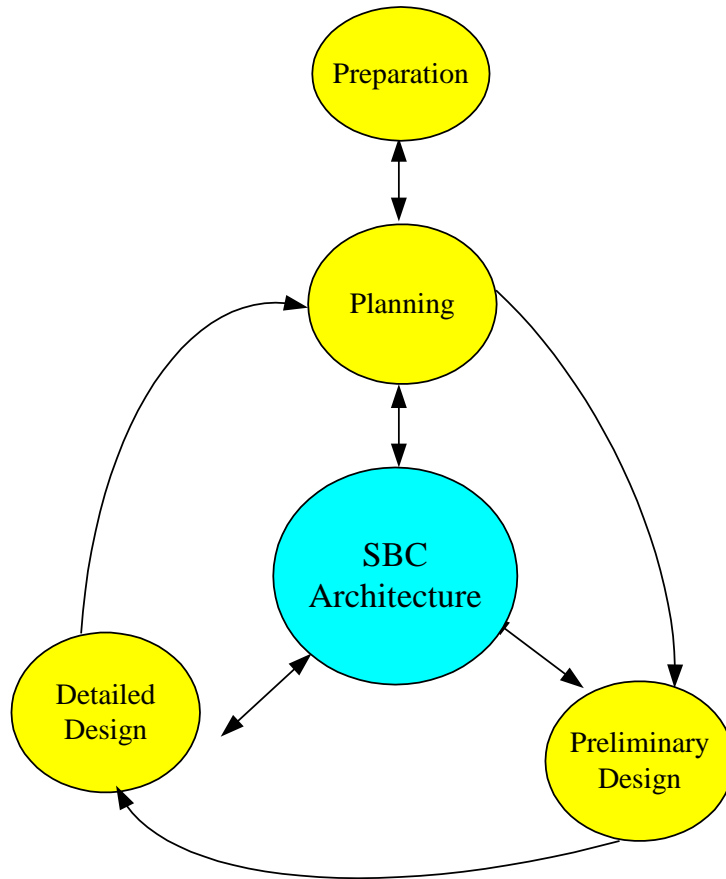 Preparation
Planning
SBC
Architecture
Detailed
Design
Preliminary
Design